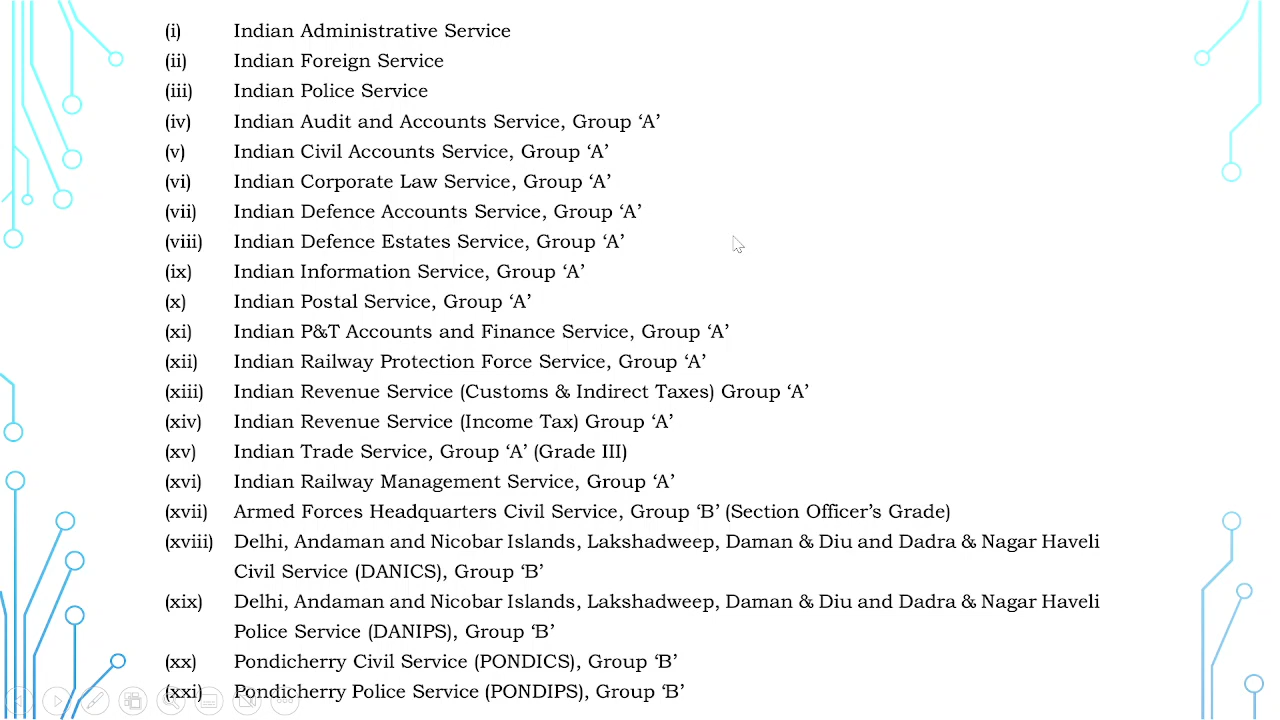 (i) Indian Administrative Service
(ii) Indian Foreign Service
(iii) Indian Police Service
(iv) Indian Audit and Accounts Service, Group ‘A’
(v) Indian Civil Accounts Service, Group ‘A’
(vi) Indian Corporate Law Service, Group ‘A’
(vii) Indian Defence Accounts Service, Group ‘A’
(viii) Indian Defence Estates Service, Group ‘A’
(ix) Indian Information Service, Group ‘A’
(x) Indian Postal Service, Group ‘A’
(xi) Indian P&T Accounts and Finance Service, Group ‘A’
(xii) Indian Railway Protection Force Service, Group ‘A’
(xiii) Indian Revenue Service (Customs & Indirect Taxes) Group ‘A’
(xiv) Indian Revenue Service (Income Tax) Group ‘A’
(xv) Indian Trade Service, Group ‘A’ (Grade III)
(xvi) Indian Railway Management Service, Group ‘A’
(xvii) Armed Forces Headquarters Civil Service, Group ‘B’ (Section Officer’s Grade)
(xviii) Delhi, Andaman and Nicobar Islands, Lakshadweep, Daman & Diu and Dadra & Nagar Haveli
Civil Service (DANICS), Group ‘B’
(xix) Delhi, Andaman and Nicobar Islands, Lakshadweep, Daman & Diu and Dadra & Nagar Haveli
Police Service (DANIPS), Group ‘B’
(xx) Pondicherry Civil Service (PONDICS), Group ‘B’
(xxi) Pondicherry Police Service (PONDIPS), Group ‘B’